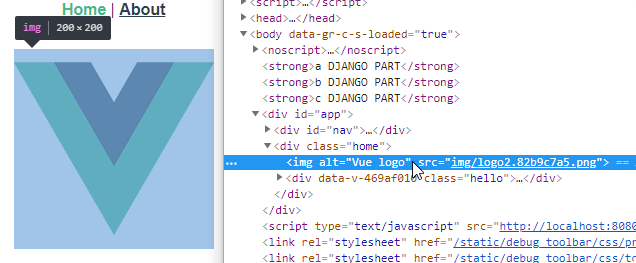 Home | About
img | 200 × 200
<script>…</script>
<head>…</head>
<body data-gr-c-s-loaded="true">
<noscript>…</noscript>
<strong>a DJANGO PART</strong>
<strong>b DJANGO PART</strong>
<strong>c DJANGO PART</strong>
<div id="app">
<div id="nav">…</div>
<div class="home">
… <img alt="Vue logo" src="img/logo2.82b9c7a5.png"> ==
<div data-v-469af010 class="hello">…</div>
</div>
</div>
<script type="text/javascript" src="http://localhost:8080
<link rel="stylesheet" href="/static/debug_toolbar/css/pr
<link rel="stylesheet" href="/static/debug_toolbar/css/to